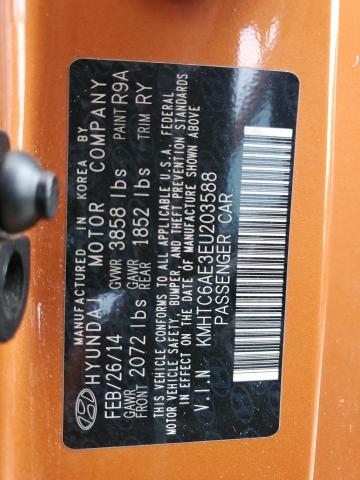 MANUFACTURED IN KOREA BY
HYUNDAI MOTOR COMPANY
FEB/26/14 GVWR 3858 lbs PAINT R9A
GAWR FRONT 2072 lbs GAWR REAR 1852 lbs TRIM RY
THIS VEHICLE CONFORMS TO ALL APPLICABLE U.S.A. FEDERAL
MOTOR VEHICLE SAFETY, BUMPER, AND THEFT PREVENTION STANDARDS
IN EFFECT ON THE DATE OF MANUFACTURE SHOWN ABOVE.
V.I.N KMHTC6AE3EU203588
PASSENGER CAR